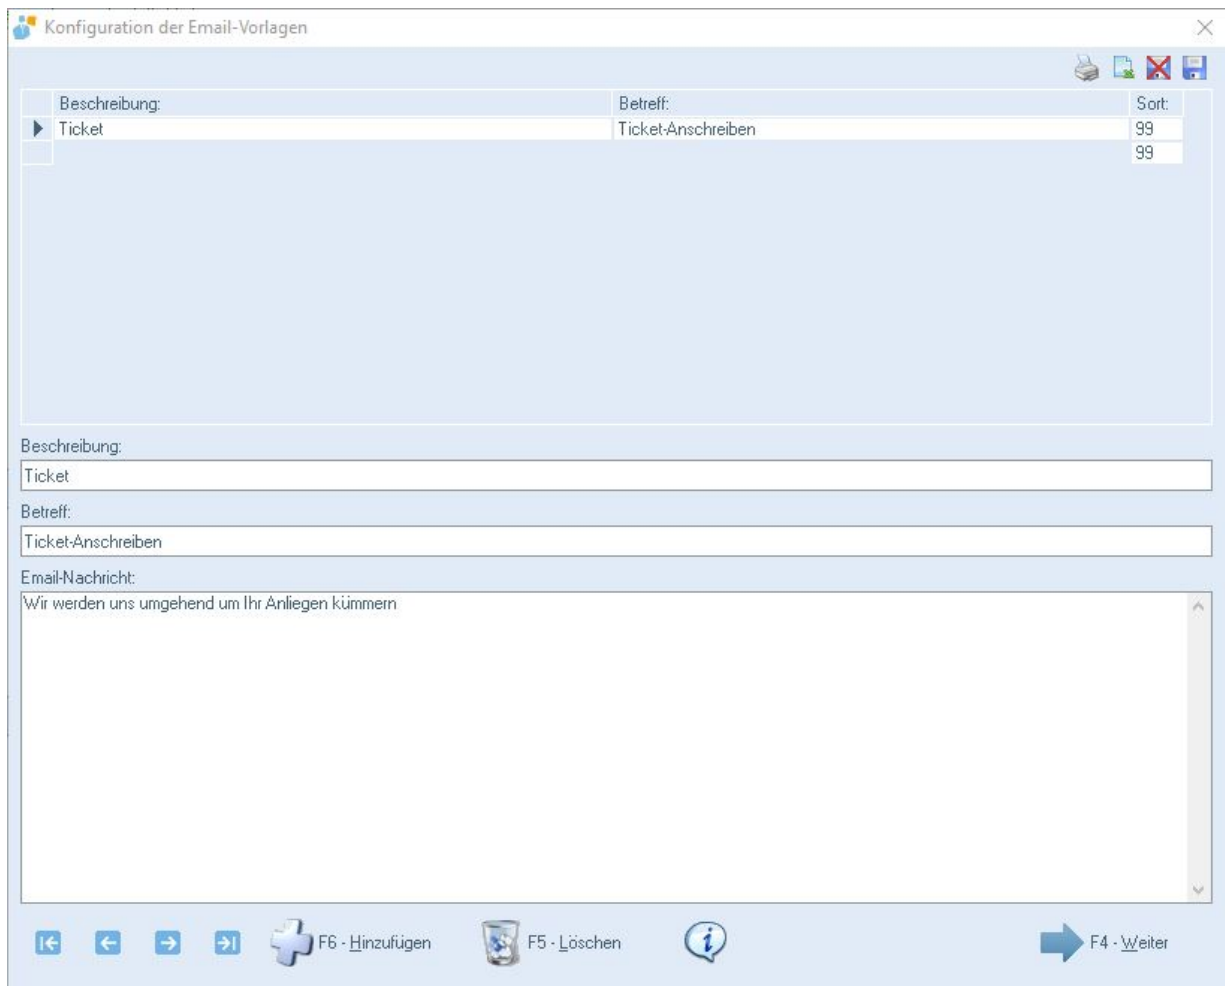 Konfiguration der Email-Vorlagen
Beschreibung: Betreff: Sort:
Ticket Ticket-Anschreiben 99
99
Beschreibung:
Ticket
Betreff:
Ticket-Anschreiben
Email-Nachricht:
Wir werden uns umgehend um Ihr Anliegen kümmern
F6 - Hinzufügen F5 - Löschen F4 - Weiter